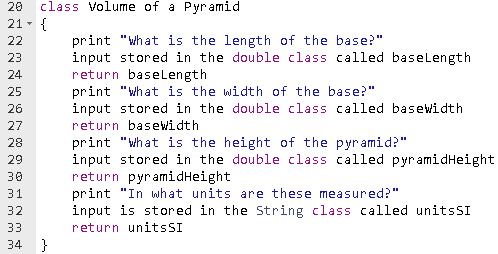 20 class Volume of a Pyramid
21 {
22 print "What is the length of the base?"
23 input stored in the double class called baseLength
24 return baseLength
25 print "What is the width of the base?"
26 input stored in the double class called baseWidth
27 return baseWidth
28 print "What is the height of the pyramid?"
29 input stored in the double class called pyramidHeight
30 return pyramidHeight
31 print "In what units are these measured?"
32 input is stored in the String class called unitsSI
33 return unitsSI
34 }